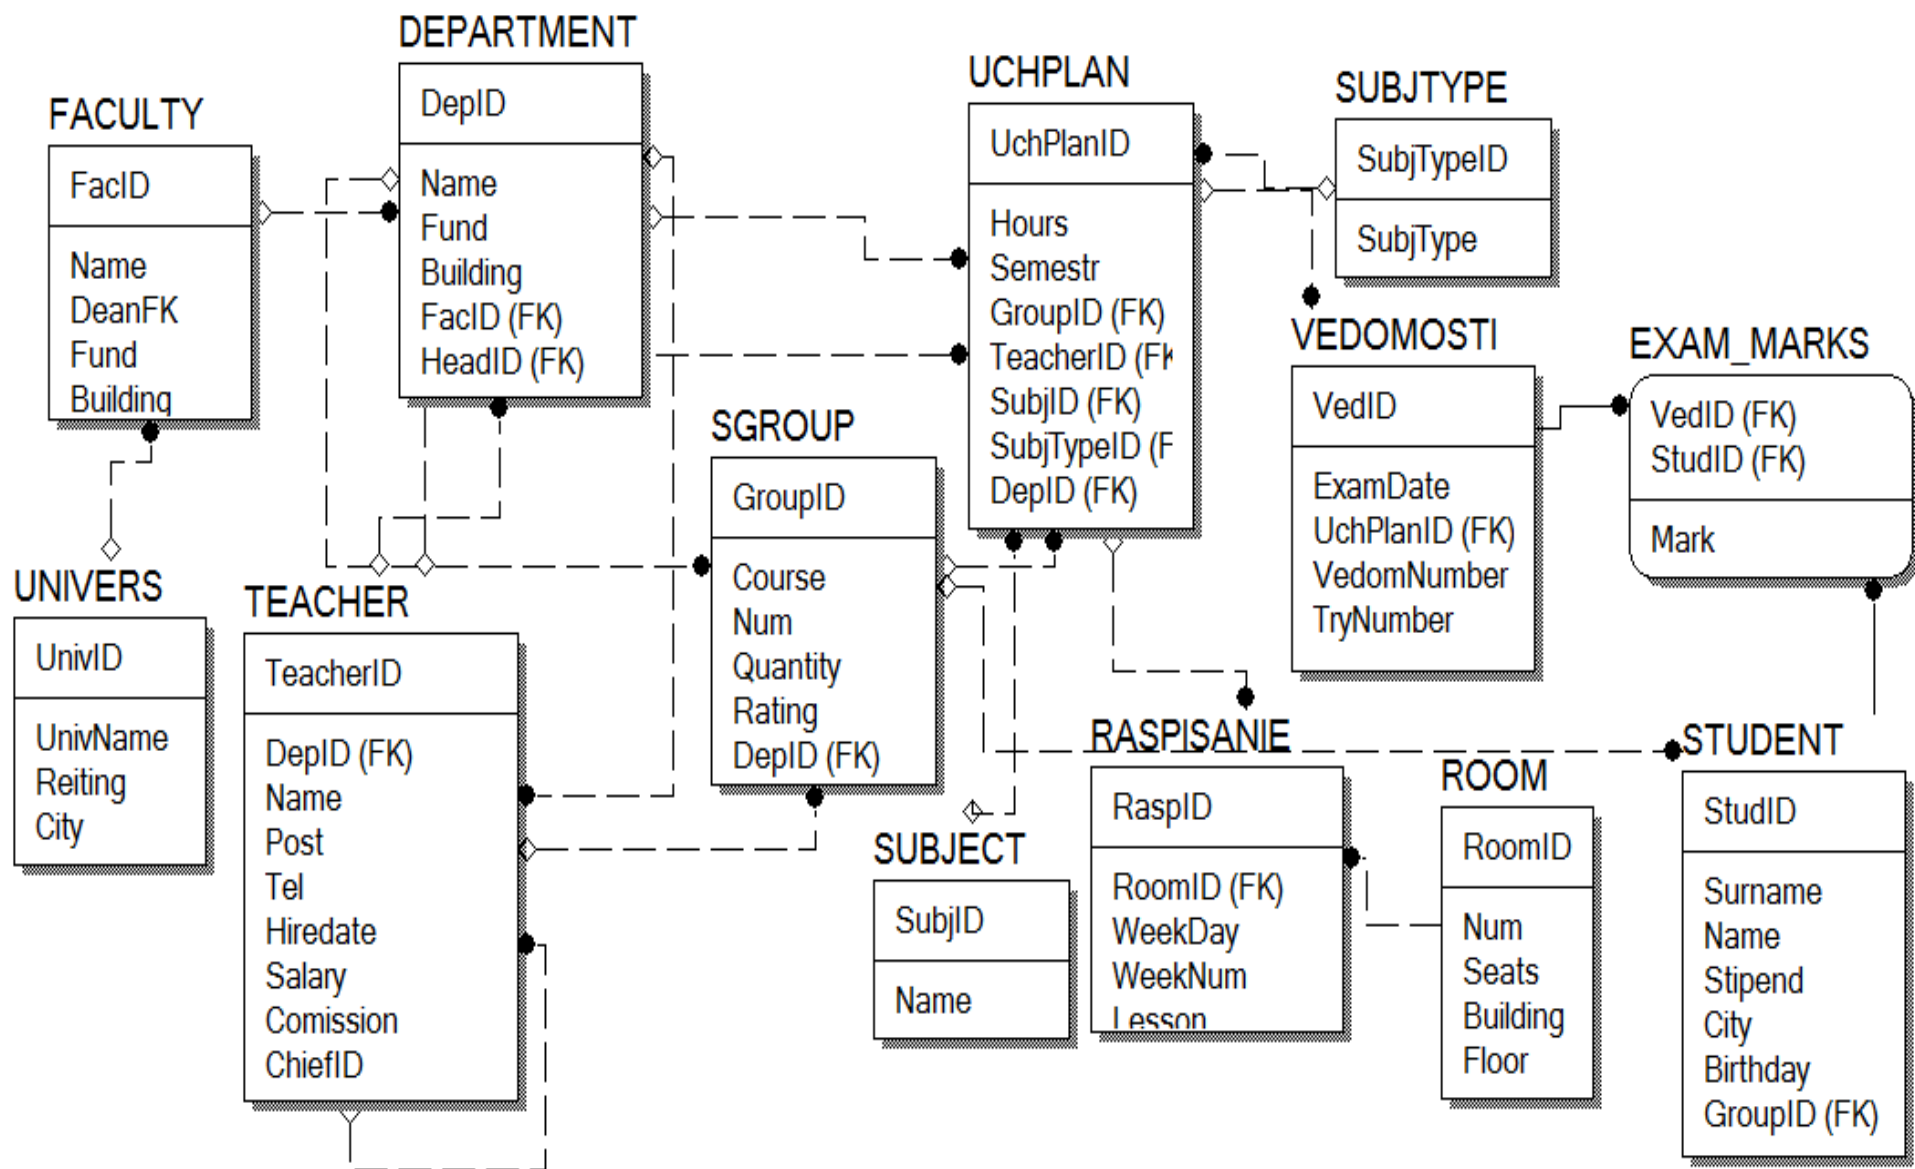 DEPARTMENT
DepID
Name
Fund
Building
FacID (FK)
HeadID (FK)
FACULTY
FacID
Name
DeanFK
Fund
Building
UCHPLAN
UchPlanID
Hours
Semestr
GroupID (FK)
TeacherID (FK
SubjID (FK)
SubjTypeID (F
DepID (FK)
SUBJTYPE
SubjTypeID
SubjType
VEDOMOSTI
VedID
ExamDate
UchPlanID (FK)
VedomNumber
TryNumber
EXAM_MARKS
VedID (FK)
StudID (FK)
Mark
SGROUP
GroupID
Course
Num
Quantity
Rating
DepID (FK)
UNIVERS
UnivID
UnivName
Reiting
City
TEACHER
TeacherID
DepID (FK)
Name
Post
Tel
Hiredate
Salary
Comission
ChiefID
SUBJECT
SubjID
Name
RASPISANIE
RaspID
RoomID (FK)
WeekDay
WeekNum
Lesson
ROOM
RoomID
Num
Seats
Building
Floor
STUDENT
StudID
Surname
Name
Stipend
City
Birthday
GroupID (FK)